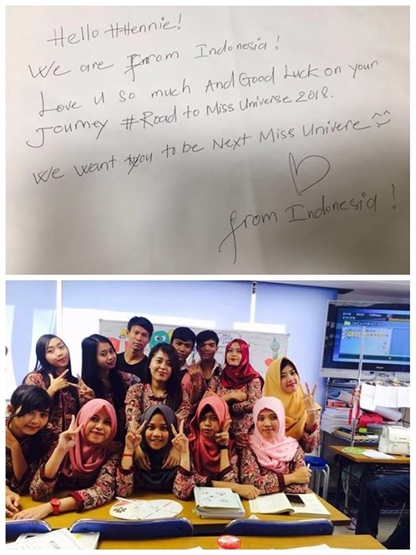 Hello #Hennie!
We are From Indonesia!
Love u so much And Good Luck on your
Journey #Road to Miss Universe 2018.
We want you to be Next Miss Univere
from Indonesia!